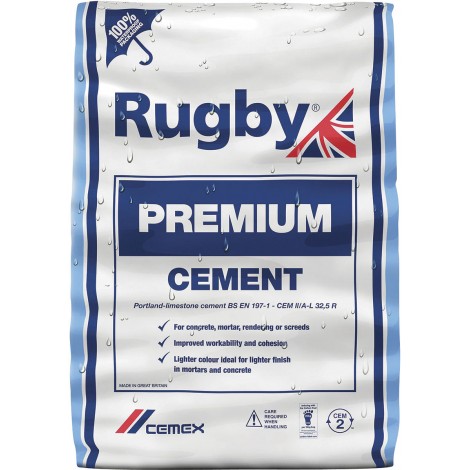 100%
WATERPROOF
PACKAGING
Rugby®
PREMIUM
CEMENT
Portland-limestone cement BS EN 197-1 - CEM II/A-L 32,5 R
For concrete, mortar, rendering or screeds
Improved workability and cohesion
Lighter colour ideal for lighter finish
in mortars and concrete
MADE IN GREAT BRITAIN
CEMEX
CARE
REQUIRED
WHEN
HANDLING
CEM
2